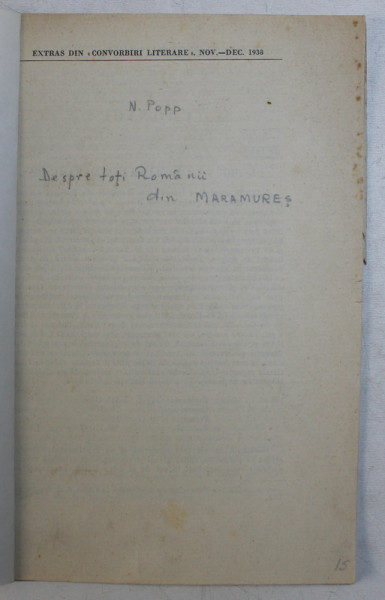 EXTRAS DIN «CONVORBIRI LITERARE», NOV.—DEC. 1938
N. Popp
Despre toți Românii
din MARAMUREȘ
15